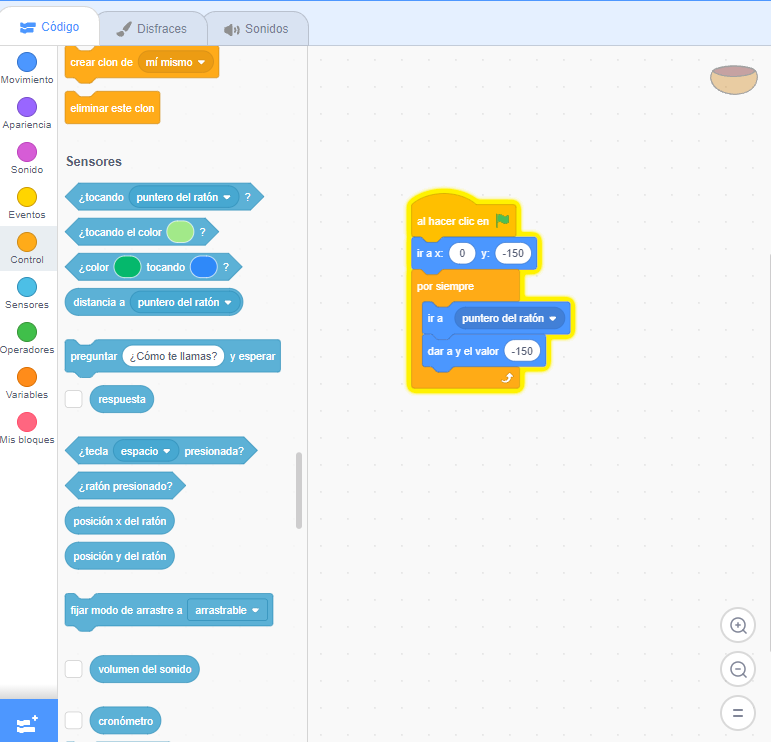 Código
Disfraces
Sonidos
Movimiento
Apariencia
Sonido
Eventos
Control
Sensores
Operadores
Variables
Mis bloques
crear clon de mí mismo
eliminar este clon
Sensores
¿tocando puntero del ratón ?
¿tocando el color ?
¿color tocando ?
distancia a puntero del ratón
preguntar ¿Cómo te llamas? y esperar
respuesta
¿tecla espacio presionada?
¿ratón presionado?
posición x del ratón
posición y del ratón
fijar modo de arrastre a arrastrable
volumen del sonido
cronómetro
al hacer clic en
ir a x: 0 y: -150
por siempre
ir a puntero del ratón
dar a y el valor -150